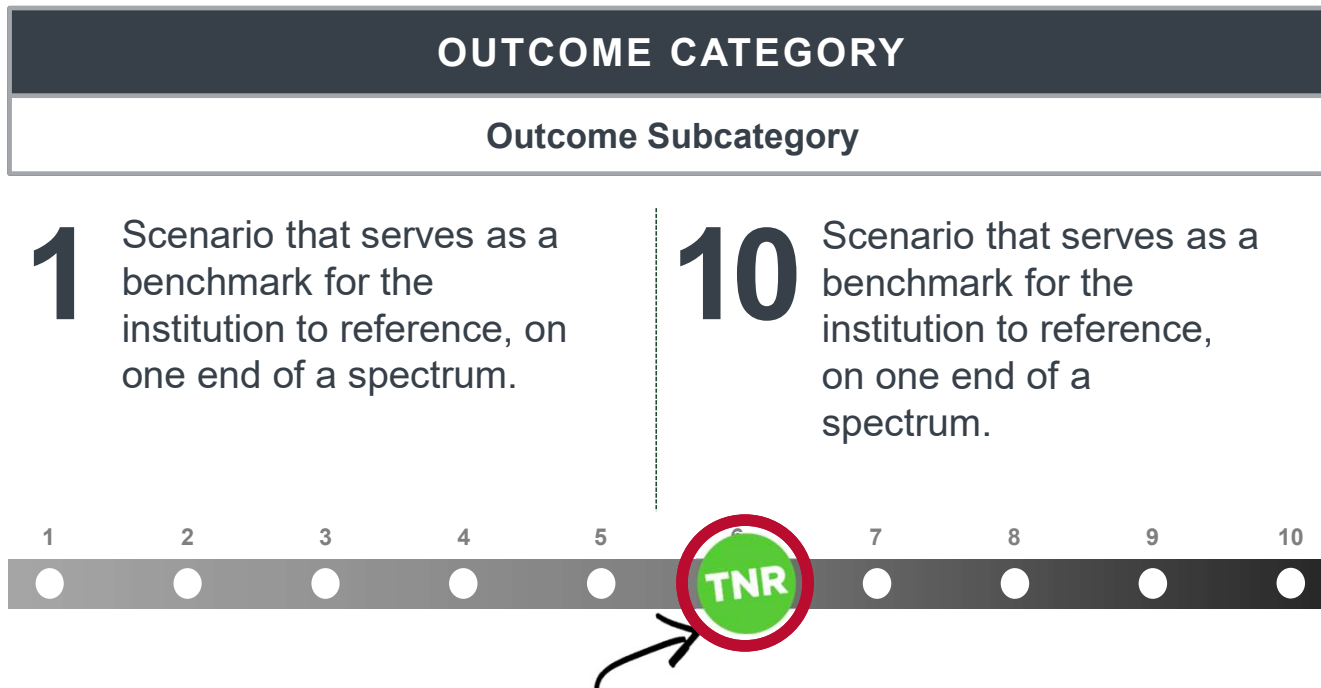 OUTCOME CATEGORY
Outcome Subcategory
1
Scenario that serves as a
benchmark for the
institution to reference, on
one end of a spectrum.
10
Scenario that serves as a
benchmark for the
institution to reference,
on one end of a
spectrum.
1 2 3 4 5 6 7 8 9 10
TNR